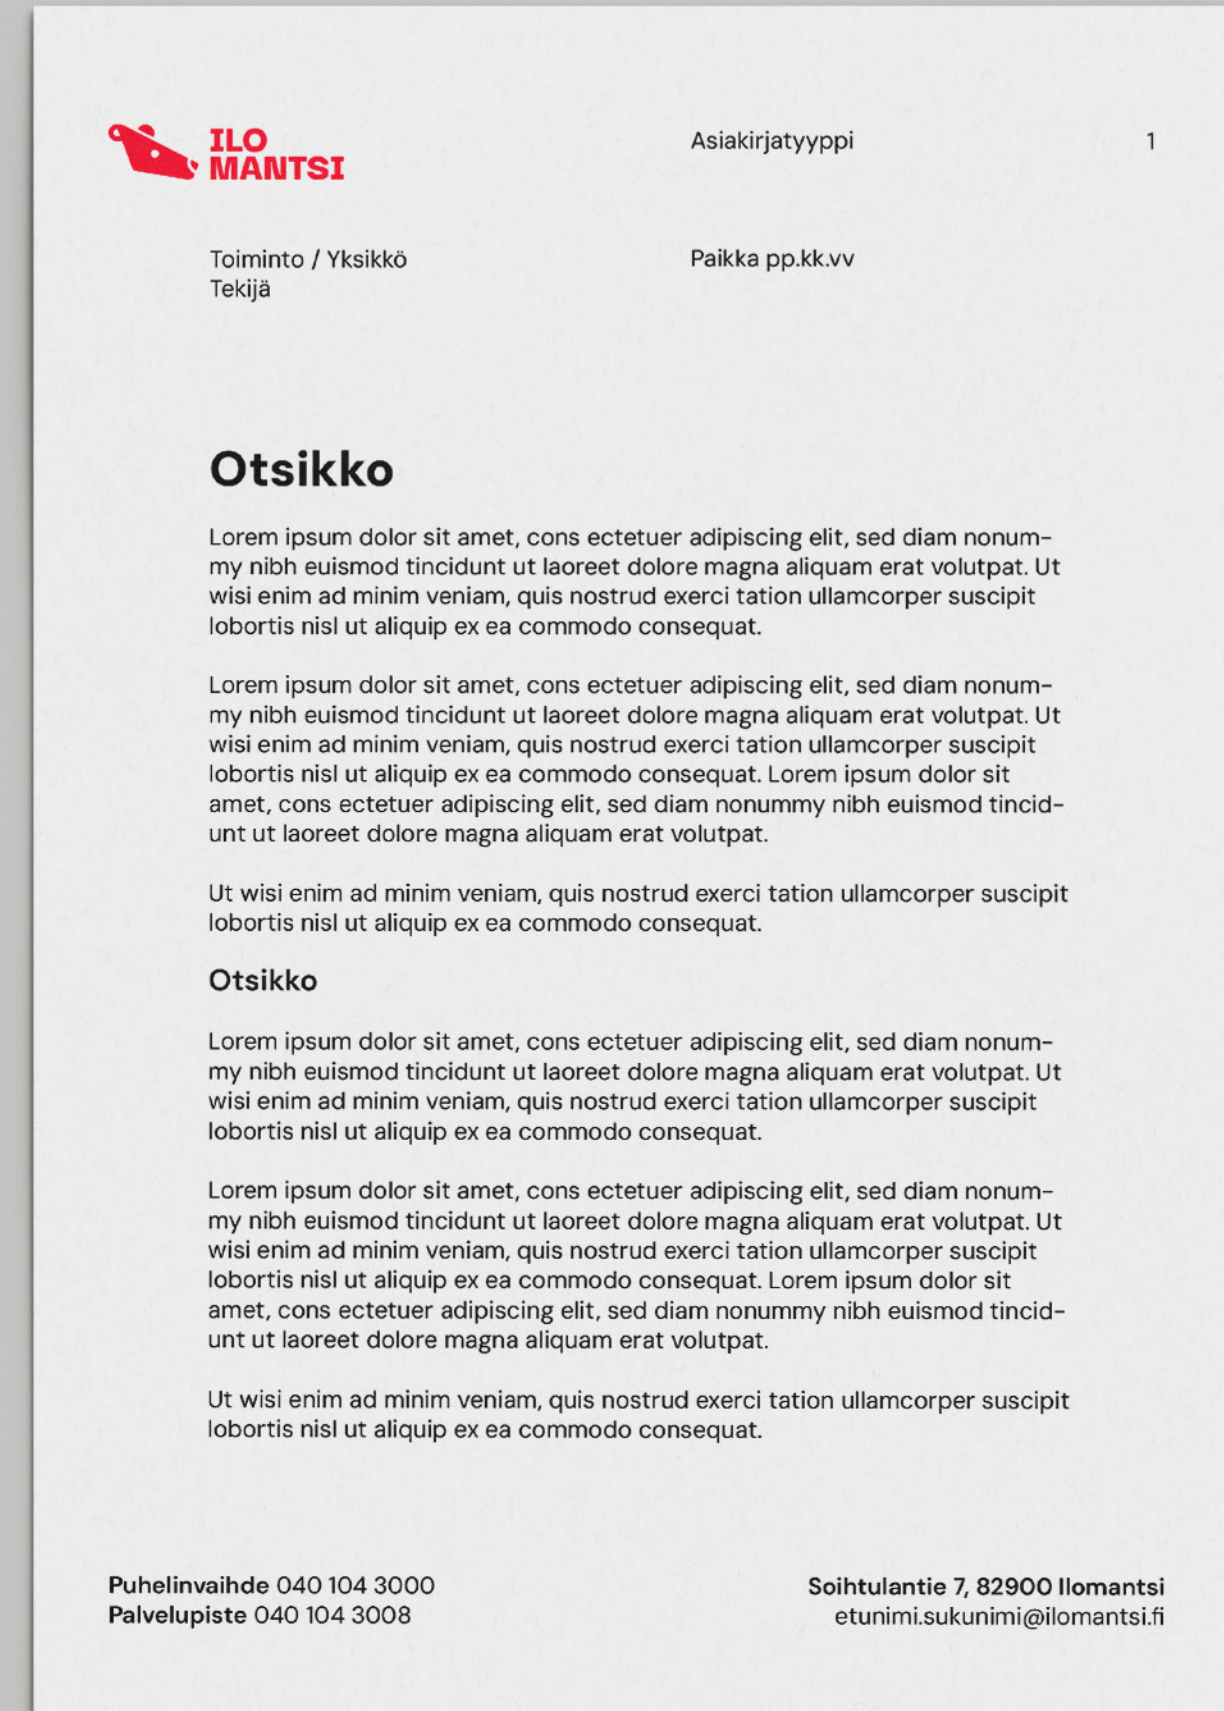 ILO
MANTSI
Asiakirjatyyppi
1
Toiminto / Yksikkö
Tekijä
Paikka pp.kk.vv
Otsikko
Lorem ipsum dolor sit amet, cons ectetuer adipiscing elit, sed diam nonum-
my nibh euismod tincidunt ut laoreet dolore magna aliquam erat volutpat. Ut
wisi enim ad minim veniam, quis nostrud exerci tation ullamcorper suscipit
lobortis nisl ut aliquip ex ea commodo consequat.
Lorem ipsum dolor sit amet, cons ectetuer adipiscing elit, sed diam nonum-
my nibh euismod tincidunt ut laoreet dolore magna aliquam erat volutpat. Ut
wisi enim ad minim veniam, quis nostrud exerci tation ullamcorper suscipit
lobortis nisl ut aliquip ex ea commodo consequat. Lorem ipsum dolor sit
amet, cons ectetuer adipiscing elit, sed diam nonummy nibh euismod tincid-
unt ut laoreet dolore magna aliquam erat volutpat.
Ut wisi enim ad minim veniam, quis nostrud exerci tation ullamcorper suscipit
lobortis nisl ut aliquip ex ea commodo consequat.
Otsikko
Lorem ipsum dolor sit amet, cons ectetuer adipiscing elit, sed diam nonum-
my nibh euismod tincidunt ut laoreet dolore magna aliquam erat volutpat. Ut
wisi enim ad minim veniam, quis nostrud exerci tation ullamcorper suscipit
lobortis nisl ut aliquip ex ea commodo consequat.
Lorem ipsum dolor sit amet, cons ectetuer adipiscing elit, sed diam nonum-
my nibh euismod tincidunt ut laoreet dolore magna aliquam erat volutpat. Ut
wisi enim ad minim veniam, quis nostrud exerci tation ullamcorper suscipit
lobortis nisl ut aliquip ex ea commodo consequat. Lorem ipsum dolor sit
amet, cons ectetuer adipiscing elit, sed diam nonummy nibh euismod tincid-
unt ut laoreet dolore magna aliquam erat volutpat.
Ut wisi enim ad minim veniam, quis nostrud exerci tation ullamcorper suscipit
lobortis nisl ut aliquip ex ea commodo consequat.
Puhelinvaihde 040 104 3000
Palvelupiste 040 104 3008
Soihtulantie 7, 82900 Ilomantsi
etunimi.sukunimi@ilomantsi.fi